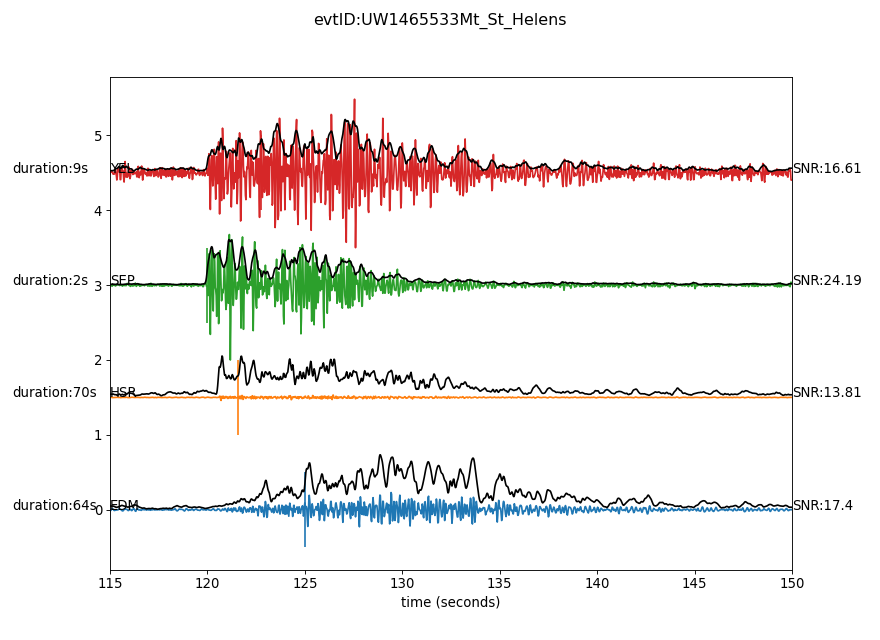 evtID:UW1465533Mt_St_Helens
5
duration:9s YEL SNR:16.61
4
duration:2s SEP SNR:24.19
3
2
duration:70s HSR SNR:13.81
1
duration:64s EDM SNR:17.4
0
115 120 125 130 135 140 145 150
time (seconds)